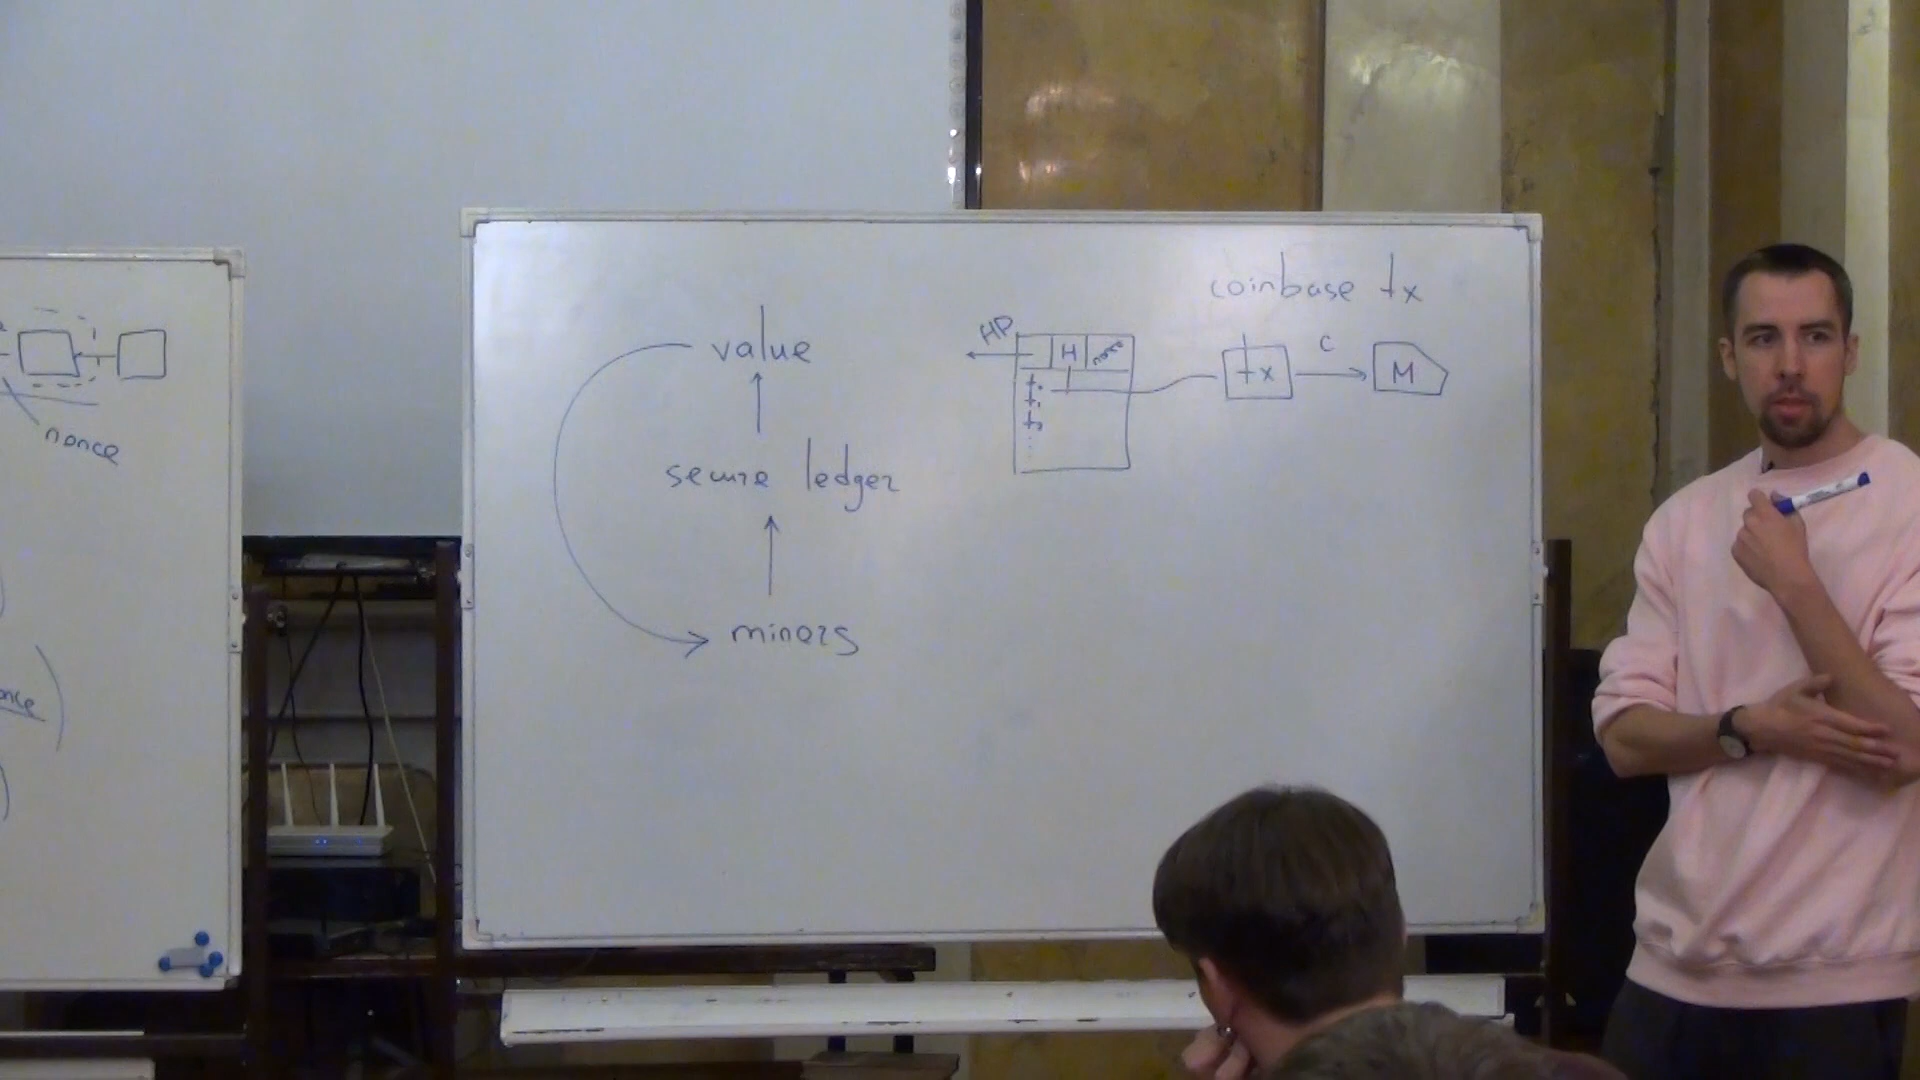 nonce
coinbase tx
value
HP
H
nonce
tx
C
M
secure ledger
miners